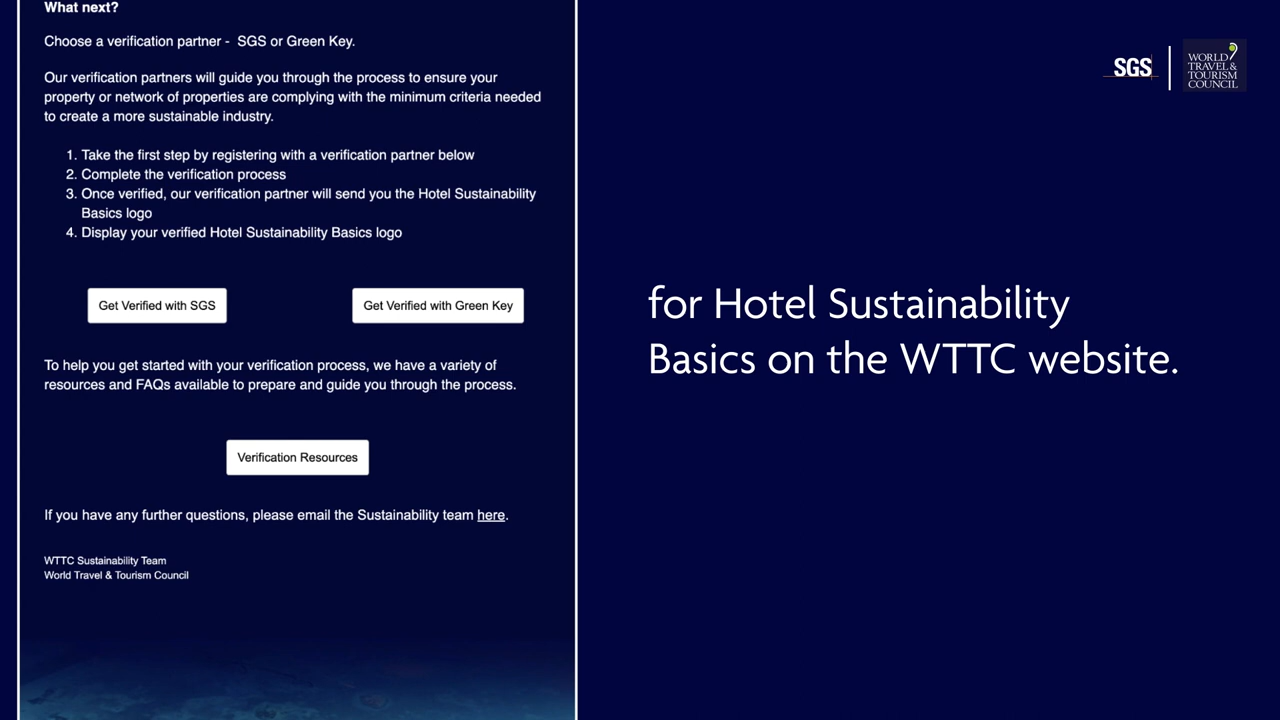 What next?
Choose a verification partner -  SGS or Green Key.
Our verification partners will guide you through the process to ensure your
property or network of properties are complying with the minimum criteria needed
to create a more sustainable industry.
1. Take the first step by registering with a verification partner below
2. Complete the verification process
3. Once verified, our verification partner will send you the Hotel Sustainability
Basics logo
4. Display your verified Hotel Sustainability Basics logo
Get Verified with SGS
Get Verified with Green Key
To help you get started with your verification process, we have a variety of
resources and FAQs available to prepare and guide you through the process.
Verification Resources
If you have any further questions, please email the Sustainability team here.
WTTC Sustainability Team
World Travel & Tourism Council
SGS
WORLD
TRAVEL &
TOURISM
COUNCIL
for Hotel Sustainability
Basics on the WTTC website.